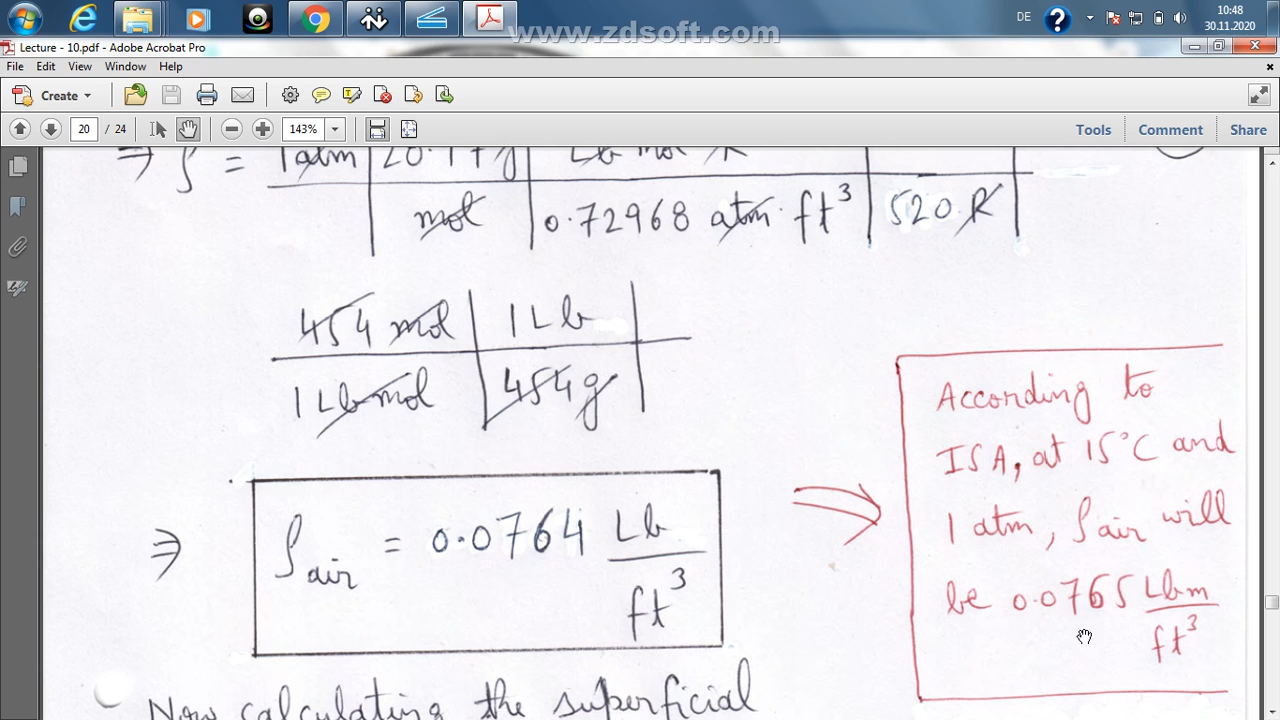 DE
10:48
30.11.2020
www.zdsoft.com
Lecture - 10.pdf - Adobe Acrobat Pro
File Edit View Window Help
Create
20 / 24
143%
Tools Comment Share
⇒ ρ = 1 atm
mol 0.72968 atm · ft³ 520 R
454 mol 1 Lb
1 Lb mol 454 g
⇒ ρair = 0.0764 Lb
ft³
According to
ISA, at 15°C and
1 atm, ρair will
be 0.0765 Lbm
ft³
Now calculating the superficial